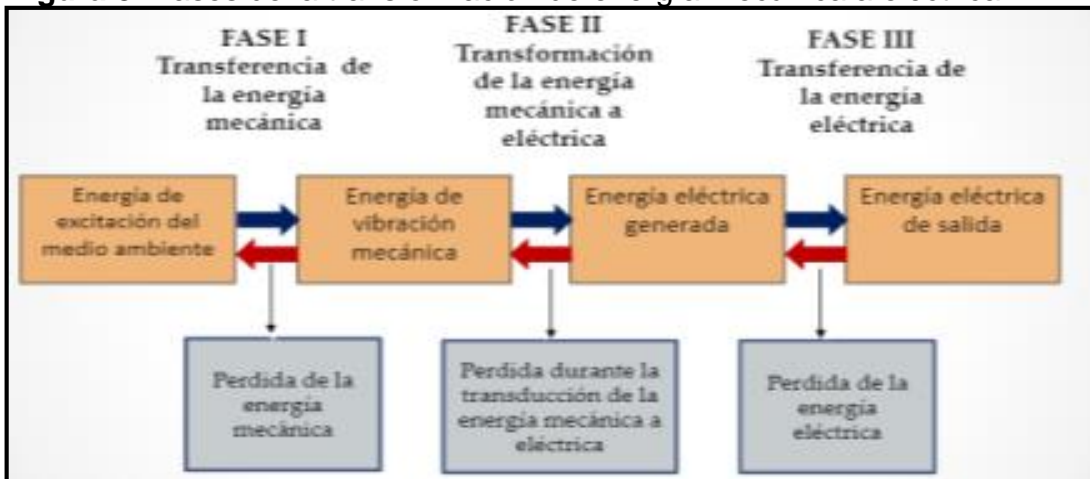 FASE I
Transferencia de
la energía
mecánica
FASE II
Transformación
de la energía
mecánica a
eléctrica
FASE III
Transferencia de
la energía
eléctrica
Energía de
excitación del
medio ambiente
Energía de
vibración
mecánica
Energía eléctrica
generada
Energía eléctrica
de salida
Perdida de la
energía
mecánica
Perdida durante la
transducción de la
energía mecánica a
eléctrica
Perdida de la
energía
eléctrica